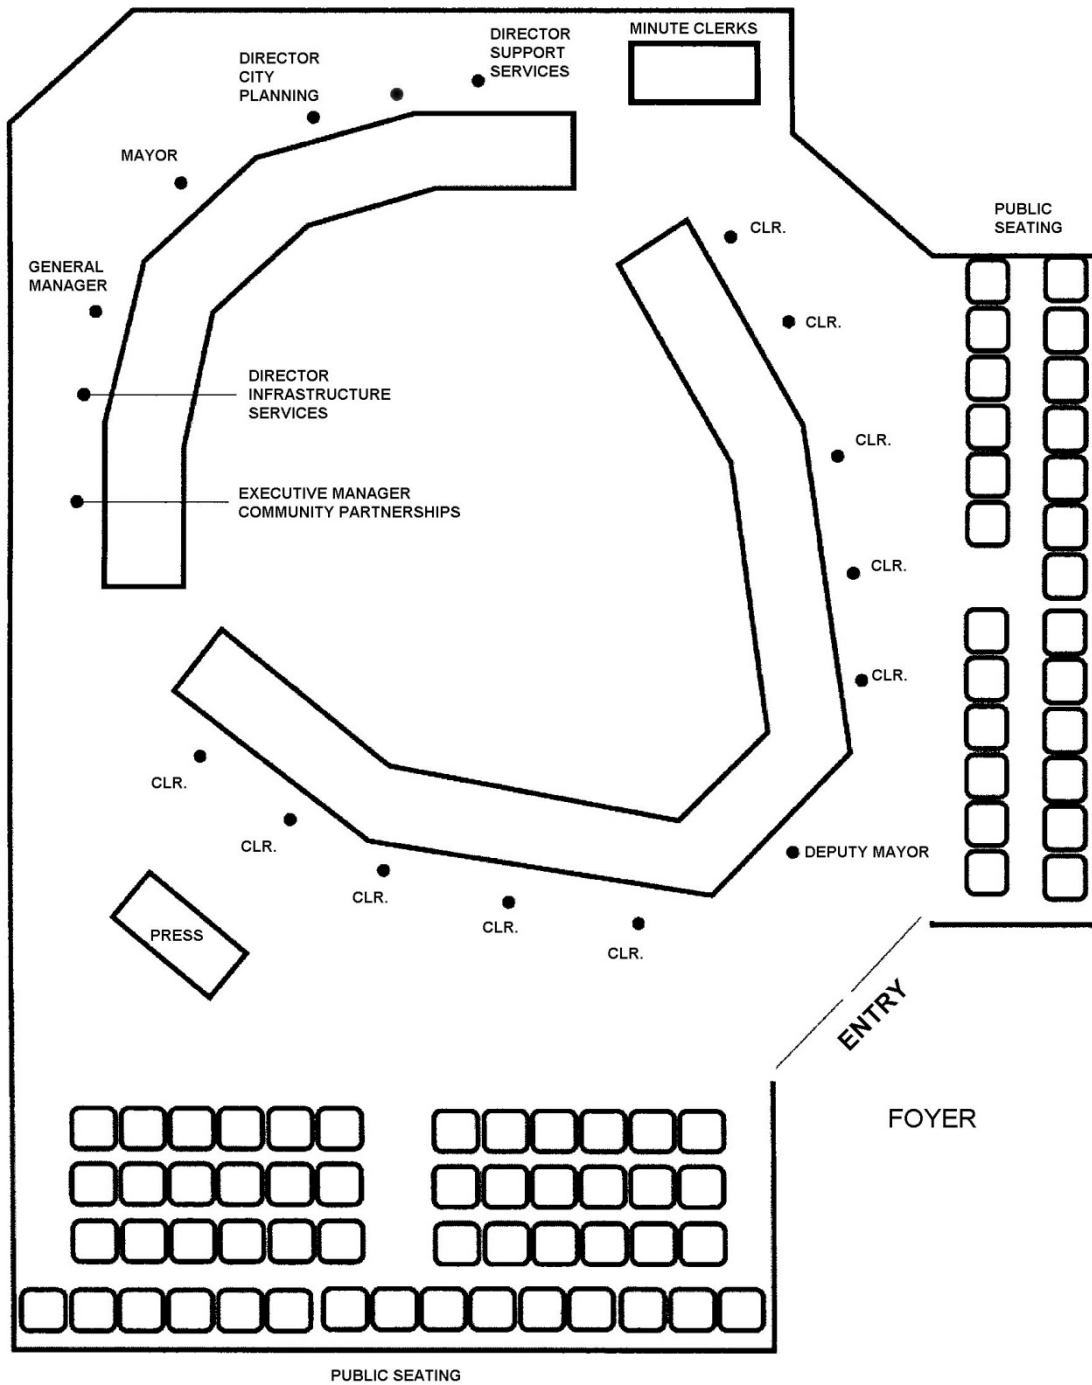 MINUTE CLERKS
DIRECTOR
SUPPORT
SERVICES
DIRECTOR
CITY
PLANNING
MAYOR
PUBLIC
SEATING
CLR.
GENERAL
MANAGER
CLR.
DIRECTOR
INFRASTRUCTURE
SERVICES
CLR.
EXECUTIVE MANAGER
COMMUNITY PARTNERSHIPS
CLR.
CLR.
CLR.
CLR.
DEPUTY MAYOR
CLR.
CLR.
PRESS
CLR.
ENTRY
FOYER
PUBLIC SEATING